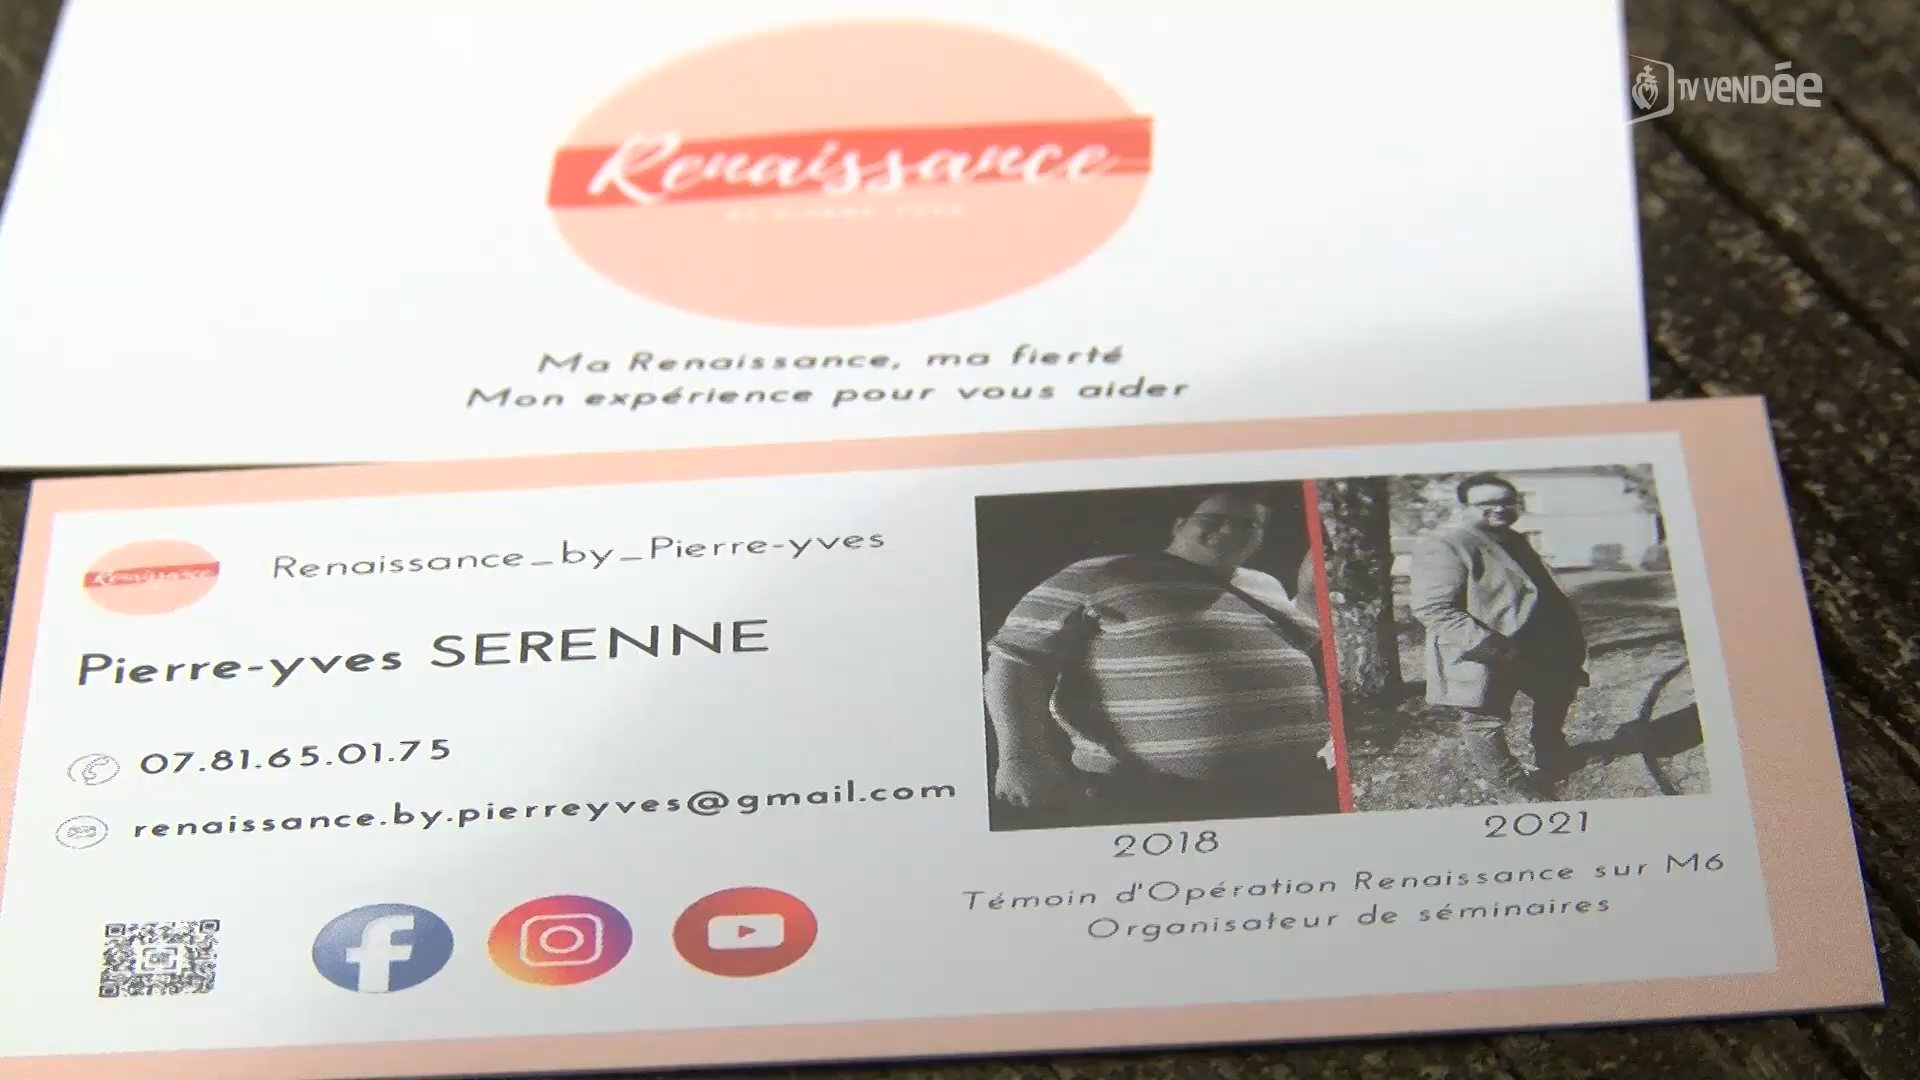 TV VENDÉE
Renaissance
Ma Renaissance, ma fierté
Mon expérience pour vous aider
Renaissance
Renaissance_by_Pierre-yves
Pierre-yves SERENNE
07.81.65.01.75
renaissance.by.pierreyves@gmail.com
2018
2021
Témoin d'Opération Renaissance sur M6
Organisateur de séminaires